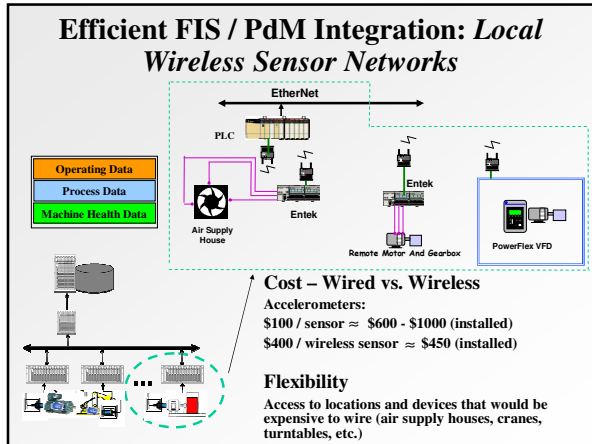 Efficient FIS / PdM Integration: Local
Wireless Sensor Networks
EtherNet
PLC
Operating Data
Process Data
Machine Health Data
Entek
Entek
Air Supply
House
Remote Motor And Gearbox
PowerFlex VFD
Cost – Wired vs. Wireless
Accelerometers:
$100 / sensor ≈ $600 - $1000 (installed)
$400 / wireless sensor ≈ $450 (installed)
Flexibility
Access to locations and devices that would be
expensive to wire (air supply houses, cranes,
turntables, etc.)